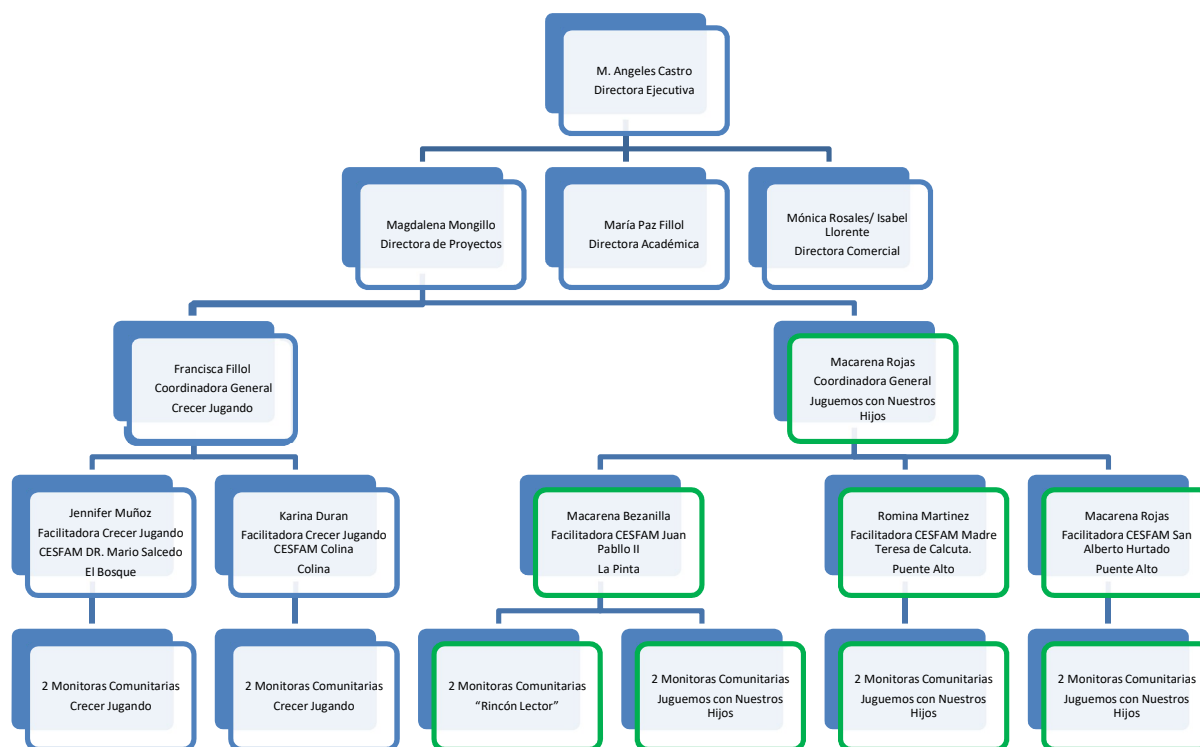 M. Angeles Castro
Directora Ejecutiva
Magdalena Mongillo
Directora de Proyectos
María Paz Fillol
Directora Académica
Mónica Rosales/ Isabel
Llorente
Directora Comercial
Francisca Fillol
Coordinadora General
Crecer Jugando
Macarena Rojas
Coordinadora General
Juguemos con Nuestros
Hijos
Jennifer Muñoz
Facilitadora Crecer Jugando
CESFAM DR. Mario Salcedo
El Bosque
Karina Duran
Facilitadora Crecer Jugando
CESFAM Colina
Colina
Macarena Bezanilla
Facilitadora CESFAM Juan
Pabllo II
La Pinta
Romina Martinez
Facilitadora CESFAM Madre
Teresa de Calcuta.
Puente Alto
Macarena Rojas
Facilitadora CESFAM San
Alberto Hurtado
Puente Alto
2 Monitoras Comunitarias
Crecer Jugando
2 Monitoras Comunitarias
Crecer Jugando
2 Monitoras Comunitarias
“Rincón Lector”
2 Monitoras Comunitarias
Juguemos con Nuestros
Hijos
2 Monitoras Comunitarias
Juguemos con Nuestros
Hijos
2 Monitoras Comunitarias
Juguemos con Nuestros
Hijos